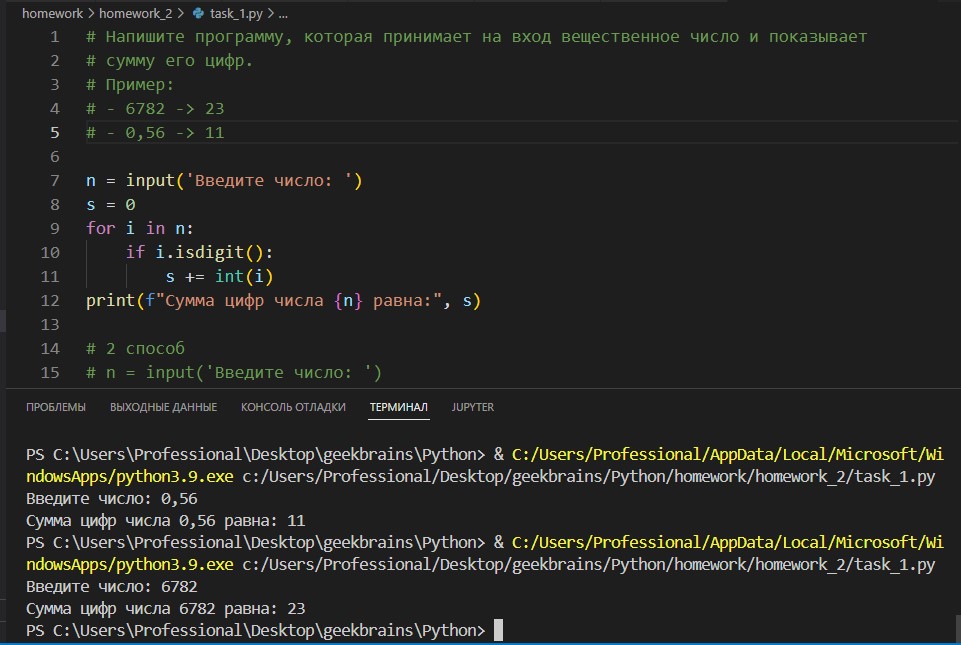 homework > homework_2 > task_1.py > ...
1 # Напишите программу, которая принимает на вход вещественное число и показывает
2 # сумму его цифр.
3 # Пример:
4 # - 6782 -> 23
5 # - 0,56 -> 11
6
7 n = input('Введите число: ')
8 s = 0
9 for i in n:
10     if i.isdigit():
11         s += int(i)
12 print(f"Сумма цифр числа {n} равна:", s)
13
14 # 2 способ
15 # n = input('Введите число: ')
ПРОБЛЕМЫ ВЫХОДНЫЕ ДАННЫЕ КОНСОЛЬ ОТЛАДКИ ТЕРМИНАЛ JUPYTER
PS C:\Users\Professional\Desktop\geekbrains\Python> & C:/Users/Professional/AppData/Local/Microsoft/Wi
ndowsApps/python3.9.exe c:/Users/Professional/Desktop/geekbrains/Python/homework/homework_2/task_1.py
Введите число: 0,56
Сумма цифр числа 0,56 равна: 11
PS C:\Users\Professional\Desktop\geekbrains\Python> & C:/Users/Professional/AppData/Local/Microsoft/Wi
ndowsApps/python3.9.exe c:/Users/Professional/Desktop/geekbrains/Python/homework/homework_2/task_1.py
Введите число: 6782
Сумма цифр числа 6782 равна: 23
PS C:\Users\Professional\Desktop\geekbrains\Python>